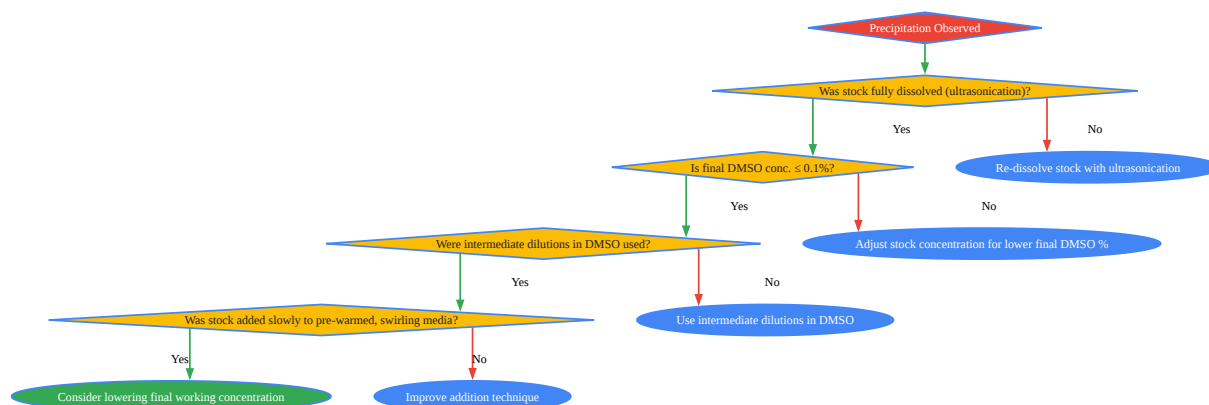 Precipitation Observed
Was stock fully dissolved (ultrasonication)?
Yes
No
Is final DMSO conc. ≤ 0.1%?
Re-dissolve stock with ultrasonication
Yes
No
Were intermediate dilutions in DMSO used?
Adjust stock concentration for lower final DMSO %
Yes
No
Was stock added slowly to pre-warmed, swirling media?
Use intermediate dilutions in DMSO
Yes
No
Consider lowering final working concentration
Improve addition technique